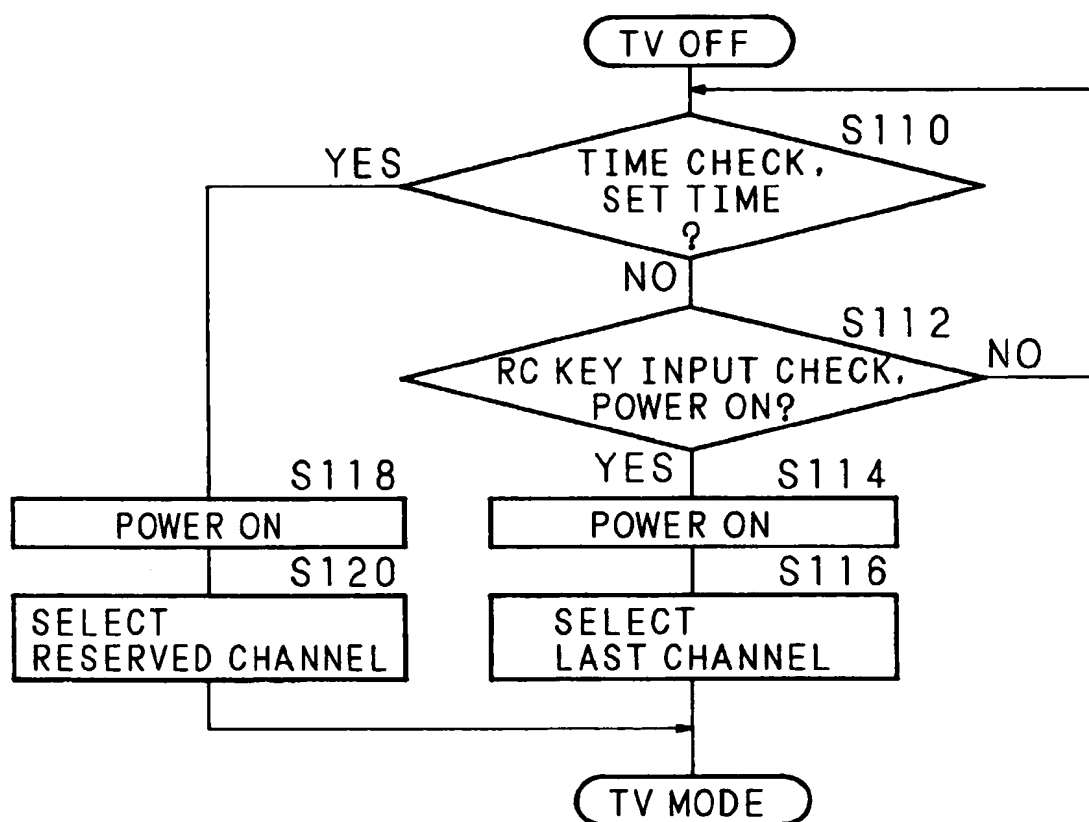 TV OFF
S110
YES
TIME CHECK,
SET TIME
?
NO
S112
RC KEY INPUT CHECK,
POWER ON?
NO
YES
S118
POWER ON
S114
POWER ON
S120
SELECT
RESERVED CHANNEL
S116
SELECT
LAST CHANNEL
TV MODE